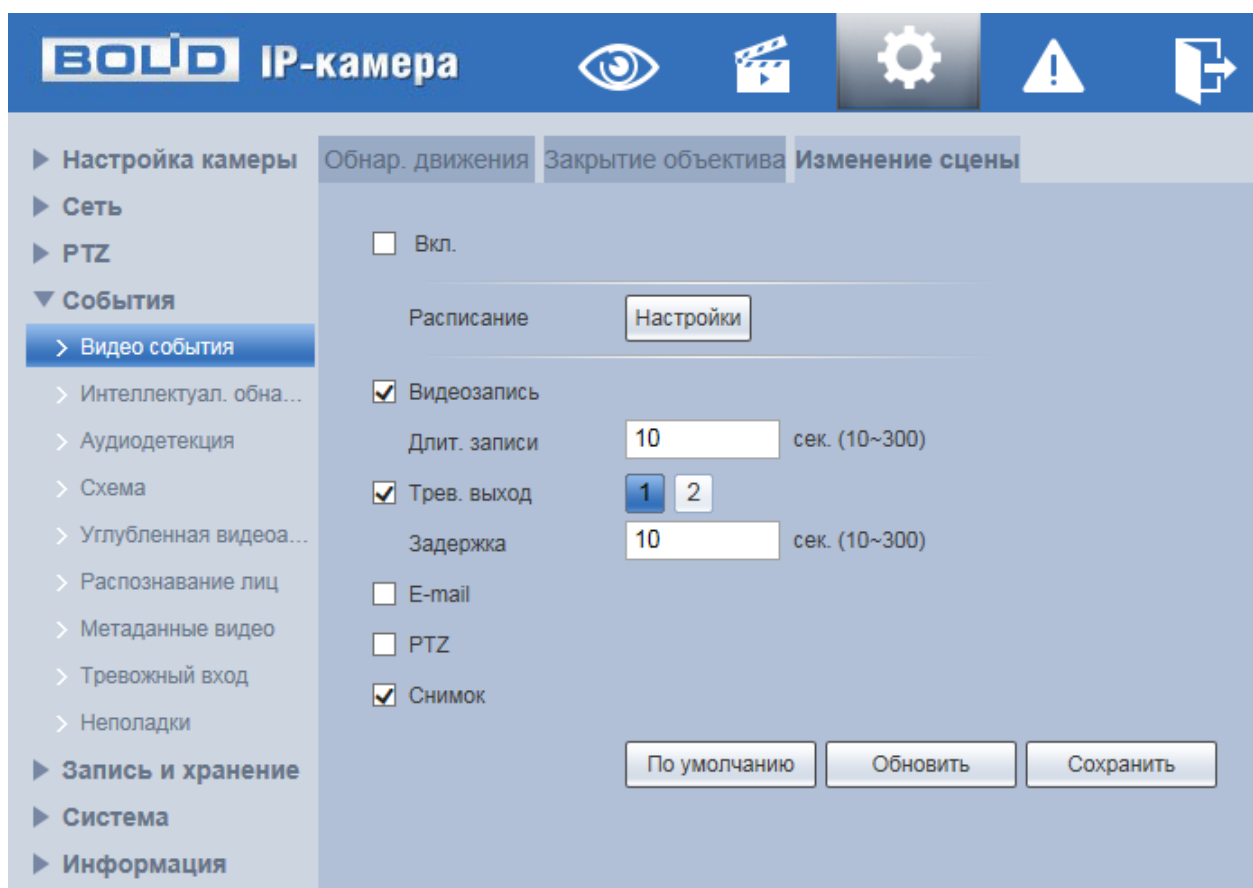 BOLID IP-камера
Настройка камеры
Сеть
PTZ
События
Видео события
Интеллектуал. обна...
Аудиодетекция
Схема
Углубленная видеоа...
Распознавание лиц
Метаданные видео
Тревожный вход
Неполадки
Запись и хранение
Система
Информация
Обнар. движения Закрытие объектива Изменение сцены
Вкл.
Расписание Настройки
Видеозапись
Длит. записи 10 сек. (10~300)
Трев. выход 1 2
Задержка 10 сек. (10~300)
E-mail
PTZ
Снимок
По умолчанию Обновить Сохранить